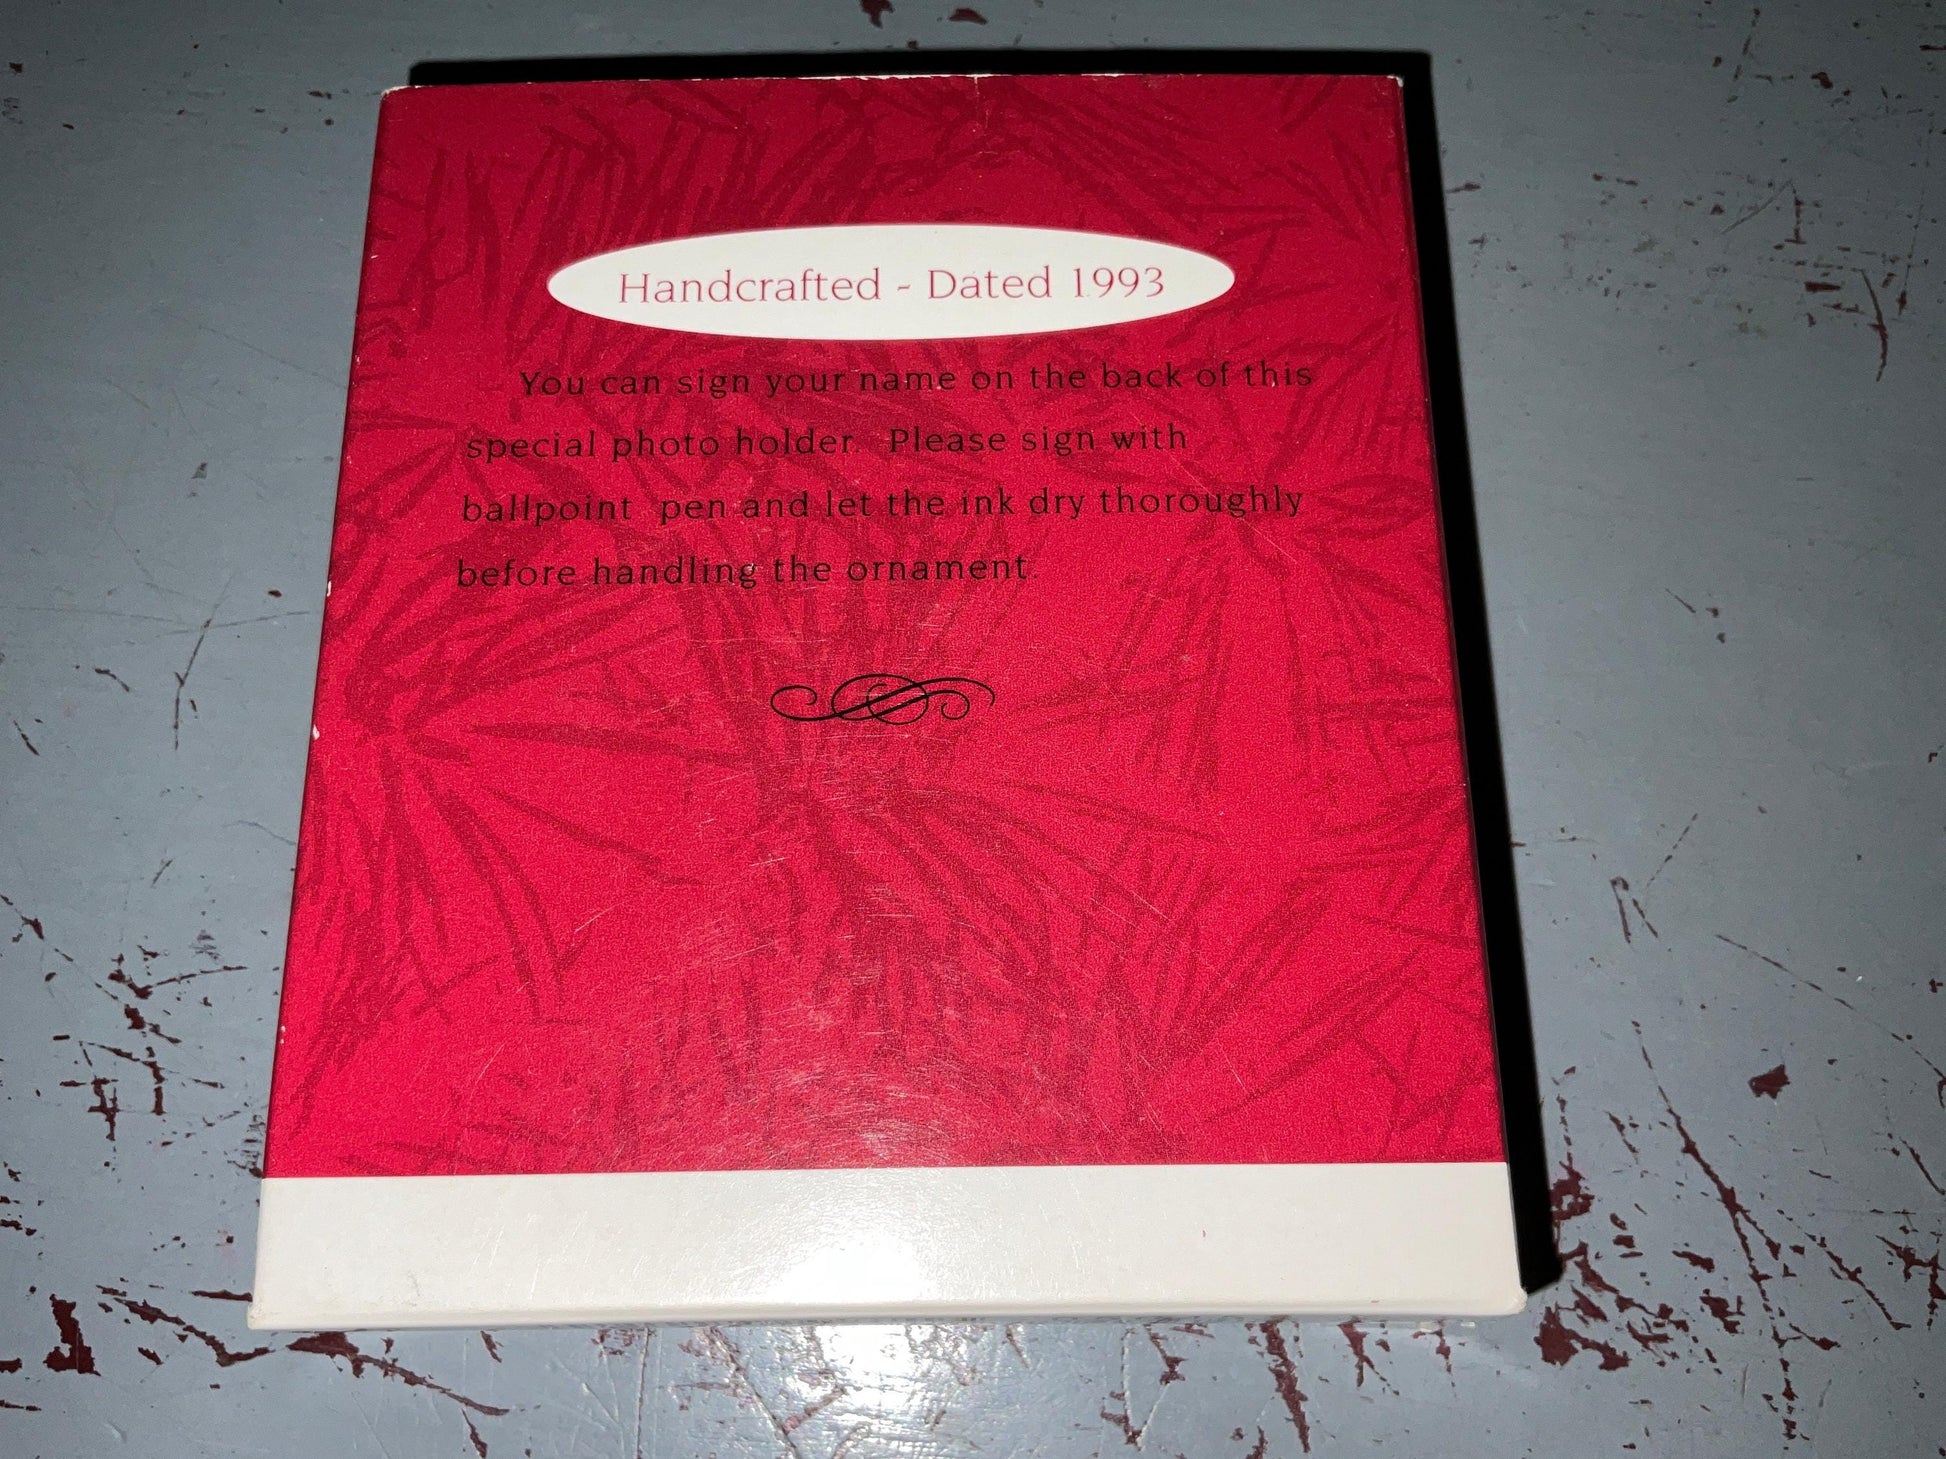 Handcrafted - Dated 1993
You can sign your name on the back of this
special photo holder. Please sign with
ballpoint pen and let the ink dry thoroughly
before handling the ornament.